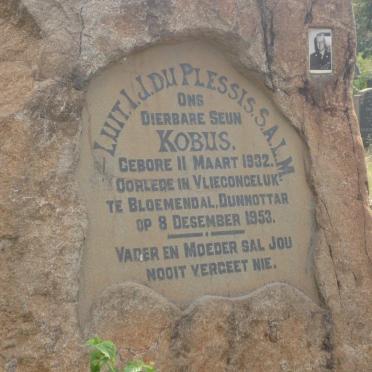 LUIT. I. J. DU PLESSIS. S.A.L.M.
ONS
DIERBARE SEUN
KOBUS.
GEBORE 11 MAART 1932.
OORLEDE IN VLIEGONGELUK-
TE BLOEMENDAL, DUNNOTTAR
OP 8 DESEMBER 1953.
VADER EN MOEDER SAL JOU
NOOIT VERGEET NIE.